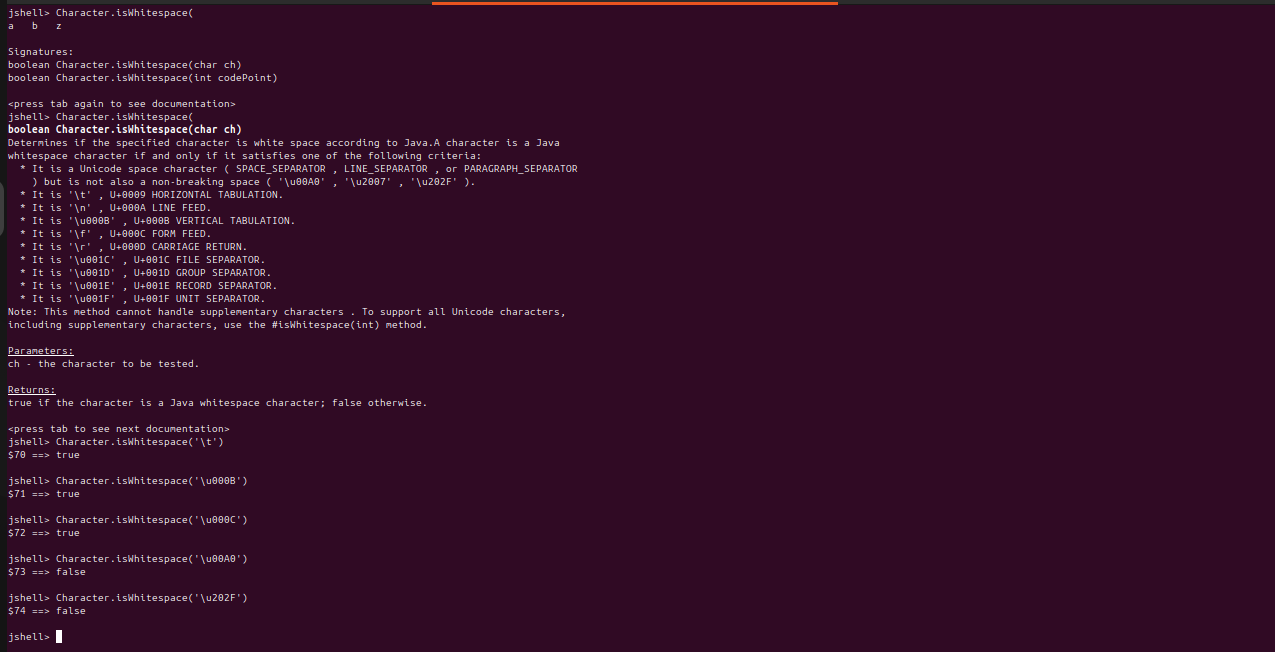 jshell> Character.isWhitespace(
a   b   z

Signatures:
boolean Character.isWhitespace(char ch)
boolean Character.isWhitespace(int codePoint)

<press tab again to see documentation>
jshell> Character.isWhitespace(
boolean Character.isWhitespace(char ch)
Determines if the specified character is white space according to Java.A character is a Java
whitespace character if and only if it satisfies one of the following criteria:
  * It is a Unicode space character ( SPACE_SEPARATOR , LINE_SEPARATOR , or PARAGRAPH_SEPARATOR
    ) but is not also a non-breaking space ( '\u00A0' , '\u2007' , '\u202F' ).
  * It is '\t' , U+0009 HORIZONTAL TABULATION.
  * It is '\n' , U+000A LINE FEED.
  * It is '\u000B' , U+000B VERTICAL TABULATION.
  * It is '\f' , U+000C FORM FEED.
  * It is '\r' , U+000D CARRIAGE RETURN.
  * It is '\u001C' , U+001C FILE SEPARATOR.
  * It is '\u001D' , U+001D GROUP SEPARATOR.
  * It is '\u001E' , U+001E RECORD SEPARATOR.
  * It is '\u001F' , U+001F UNIT SEPARATOR.
Note: This method cannot handle supplementary characters . To support all Unicode characters,
including supplementary characters, use the #isWhitespace(int) method.

Parameters:
ch - the character to be tested.

Returns:
true if the character is a Java whitespace character; false otherwise.

<press tab to see next documentation>
jshell> Character.isWhitespace('\t')
$70 ==> true

jshell> Character.isWhitespace('\u000B')
$71 ==> true

jshell> Character.isWhitespace('\u000C')
$72 ==> true

jshell> Character.isWhitespace('\u00A0')
$73 ==> false

jshell> Character.isWhitespace('\u202F')
$74 ==> false

jshell>